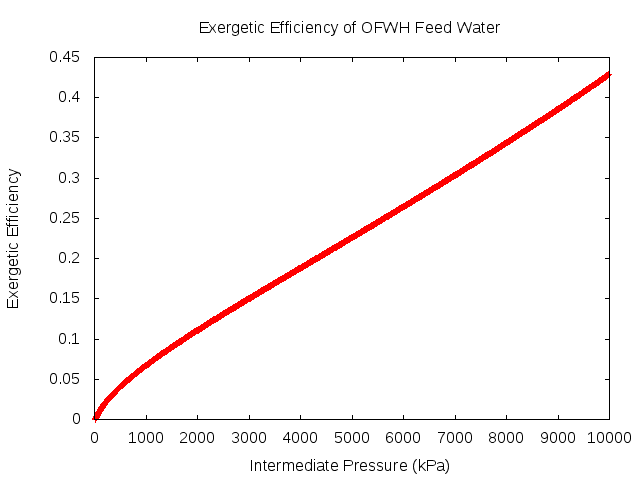 Exergetic Efficiency of OFWH Feed Water
0.45
0.4
0.35
0.3
0.25
0.2
0.15
0.1
0.05
0
Exergetic Efficiency
0 1000 2000 3000 4000 5000 6000 7000 8000 9000 10000
Intermediate Pressure (kPa)